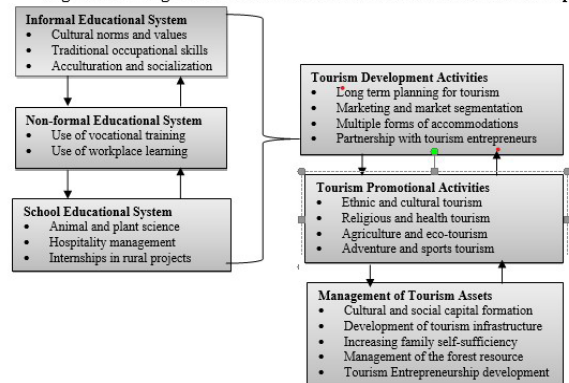 Informal Educational System
• Cultural norms and values
• Traditional occupational skills
• Acculturation and socialization
Non-formal Educational System
• Use of vocational training
• Use of workplace learning
School Educational System
• Animal and plant science
• Hospitality management
• Internships in rural projects
Tourism Development Activities
• Long term planning for tourism
• Marketing and market segmentation
• Multiple forms of accommodations
• Partnership with tourism entrepreneurs
Tourism Promotional Activities
• Ethnic and cultural tourism
• Religious and health tourism
• Agriculture and eco-tourism
• Adventure and sports tourism
Management of Tourism Assets
• Cultural and social capital formation
• Development of tourism infrastructure
• Increasing family self-sufficiency
• Management of the forest resource
• Tourism Entrepreneurship development